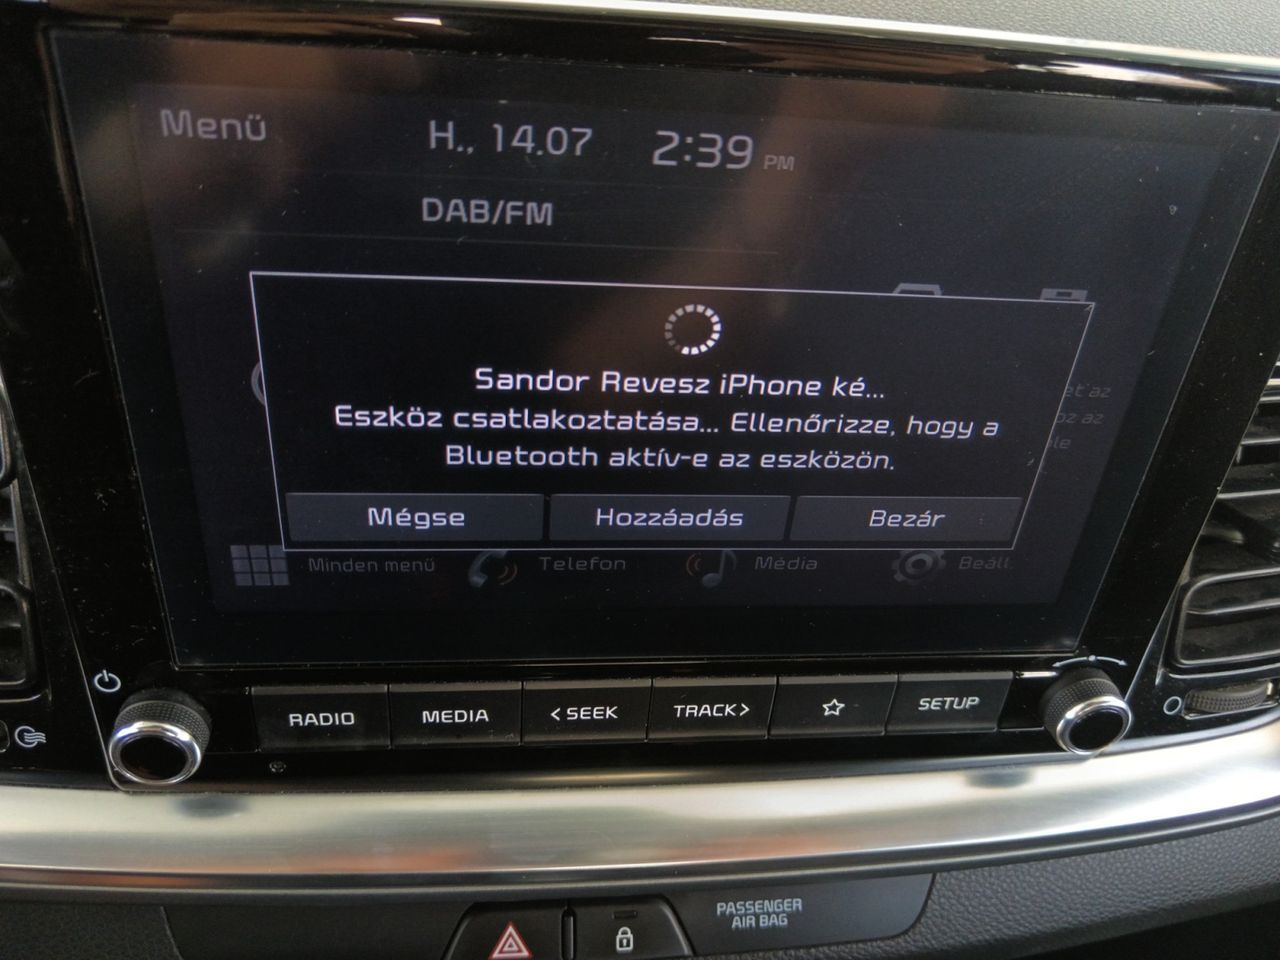 Menü
H., 14.07
2:39 PM
DAB/FM
Sandor Revesz iPhone ké...
Eszköz csatlakoztatása... Ellenőrizze, hogy a
Bluetooth aktív-e az eszközön.
Mégse
Hozzáadás
Bezár
Minden menü
Telefon
Média
Beáll.
RADIO
MEDIA
<SEEK
TRACK>
SETUP
PASSENGER
AIR BAG